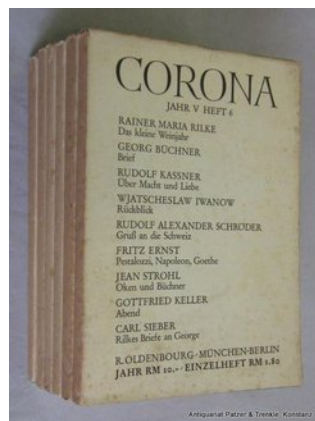 CORONA
JAHR V HEFT 6
RAINER MARIA RILKE
Das kleine Weinjahr
GEORG BÜCHNER
Brief
RUDOLF KASSNER
Über Macht und Liebe
WJATSCHESLAW IWANOW
Rückblick
RUDOLF ALEXANDER SCHRÖDER
Gruß an die Schweiz
FRITZ ERNST
Pestalozzi, Napoleon, Goethe
JEAN STROHL
Oken und Büchner
GOTTFRIED KELLER
Abend
CARL SIEBER
Rilkes Briefe an George
R. OLDENBOURG · MÜNCHEN-BERLIN
JAHR RM 10.- / EINZELHEFT RM 1.80
Antiquariat Patzer & Trenkle, Konstanz